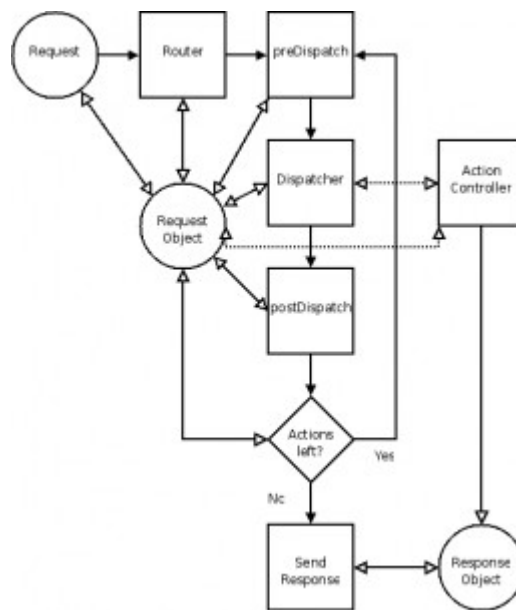 Request
Router
preDispatch
Dispatcher
Action
Controller
Request
Object
postDispatch
Actions
left?
Yes
No
Send
Response
Response
Object